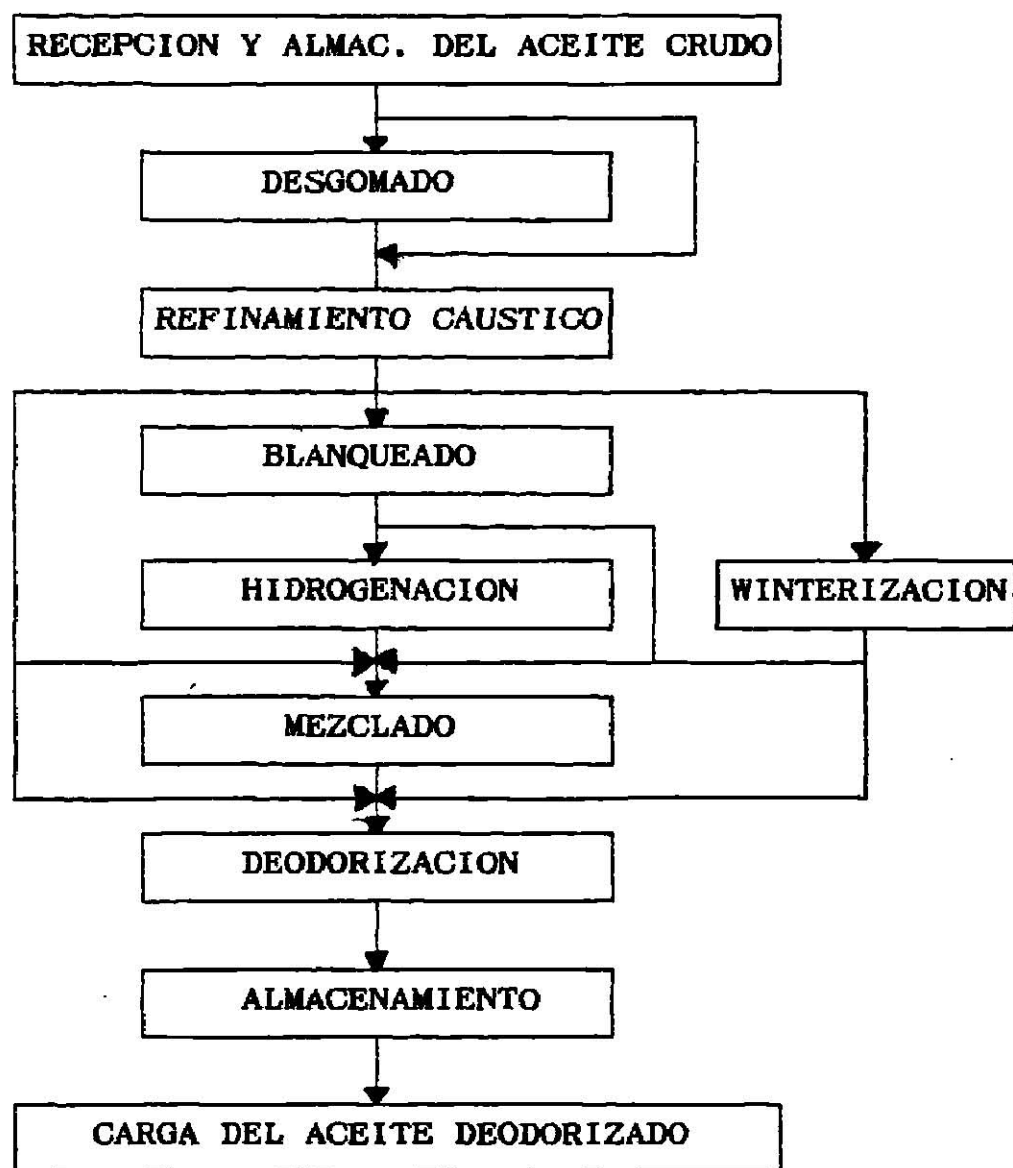 RECEPCION Y ALMAC. DEL ACEITE CRUDO
DESGOMADO
REFINAMIENTO CAUSTICO
BLANQUEADO
HIDROGENACION
WINTERIZACION
MEZCLADO
DEODORIZACION
ALMACENAMIENTO
CARGA DEL ACEITE DEODORIZADO